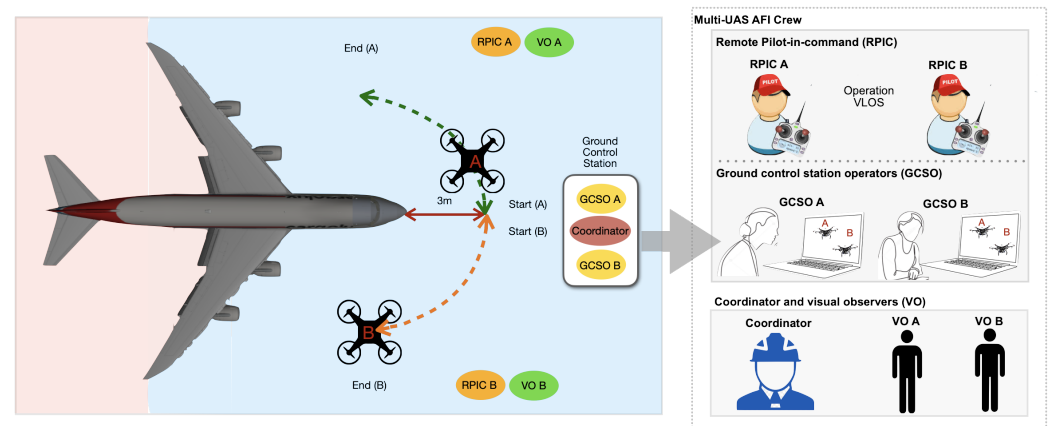 End (A)
RPIC A
VO A
A
3m
Start (A)
Start (B)
Ground
Control
Station
GCSO A
Coordinator
GCSO B
B
End (B)
RPIC B
VO B
Multi-UAS AFI Crew
Remote Pilot-in-command (RPIC)
RPIC A
RPIC B
PILOT
PILOT
Operation
VLOS
Ground control station operators (GCSO)
GCSO A
GCSO B
A
B
A
B
Coordinator and visual observers (VO)
Coordinator
VO A
VO B